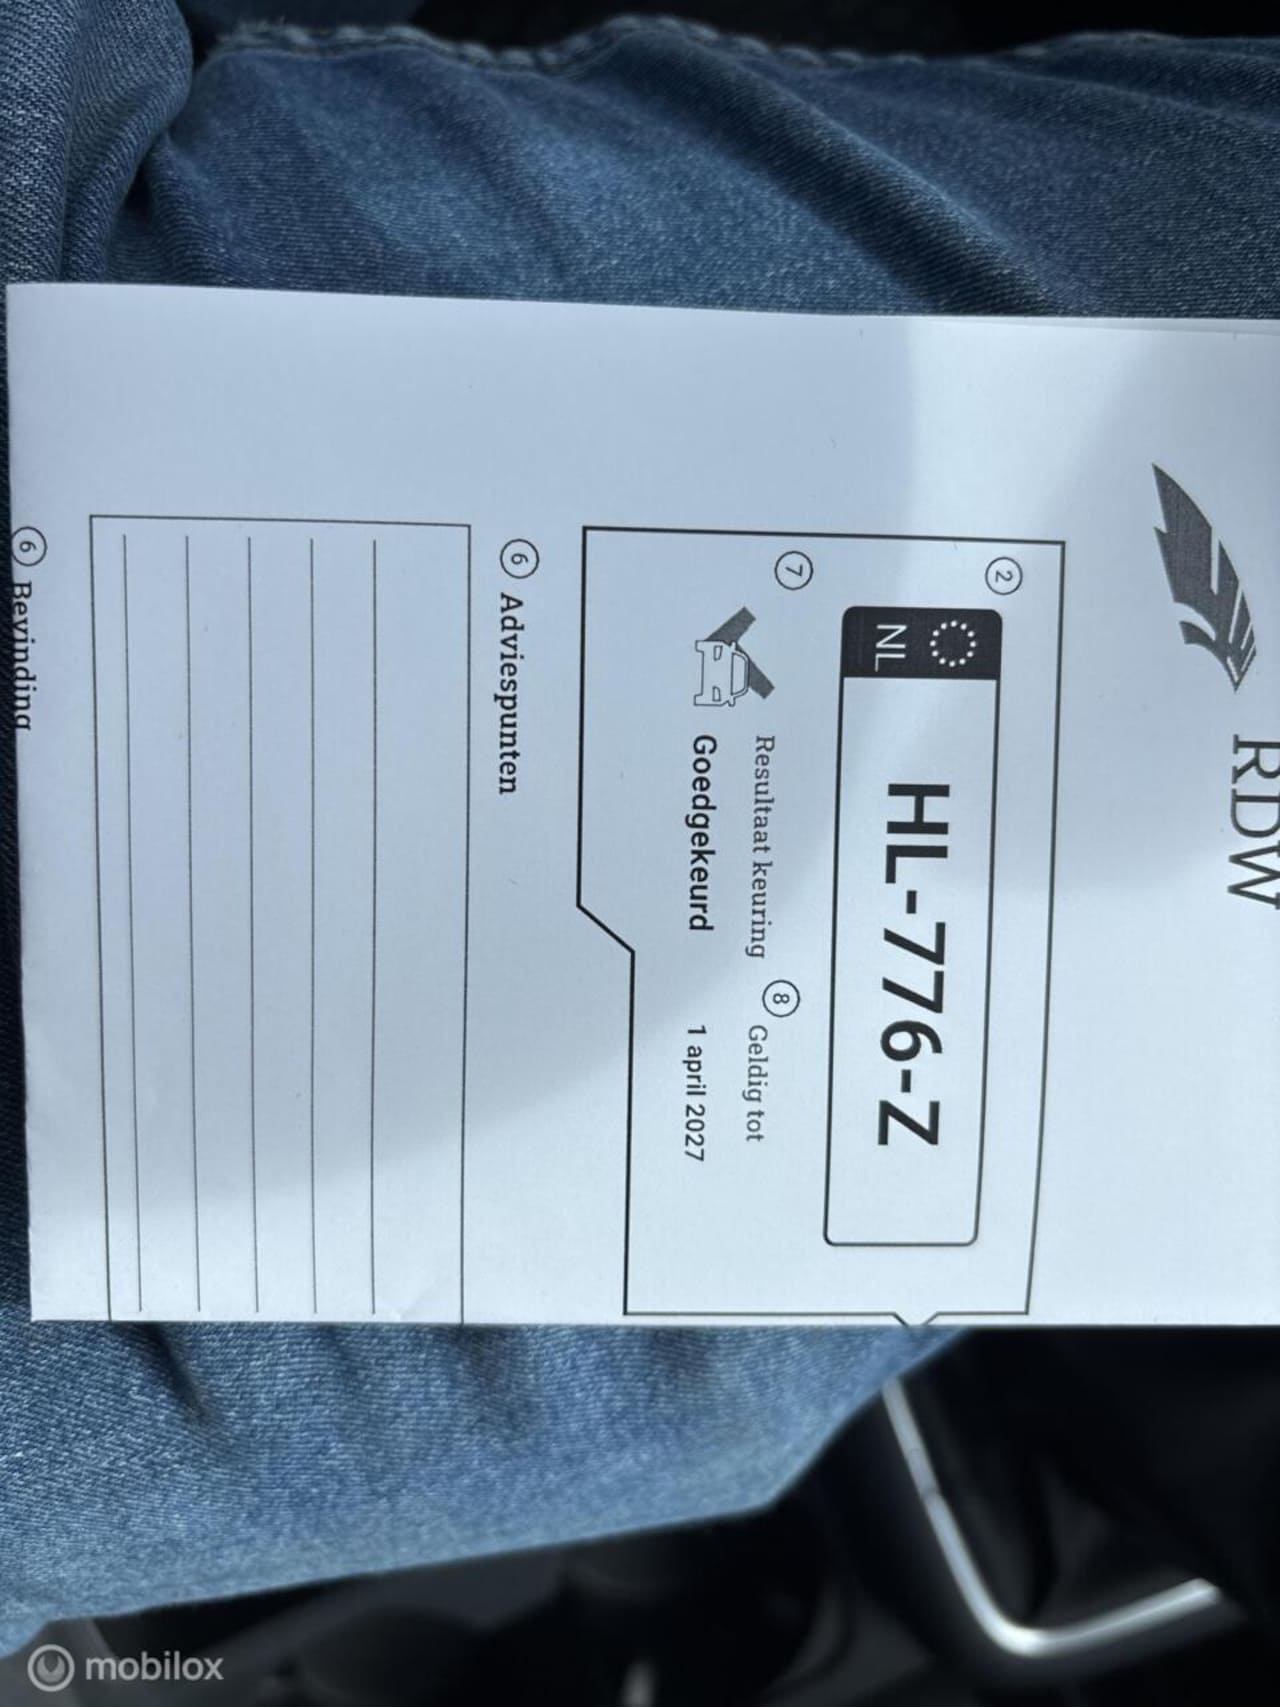 RDW
2
NL
HL-776-Z
7
Resultaat keuring
8
Geldig tot
Goedgekeurd
1 april 2027
6 Adviespunten
6 Bevinding
mobilox